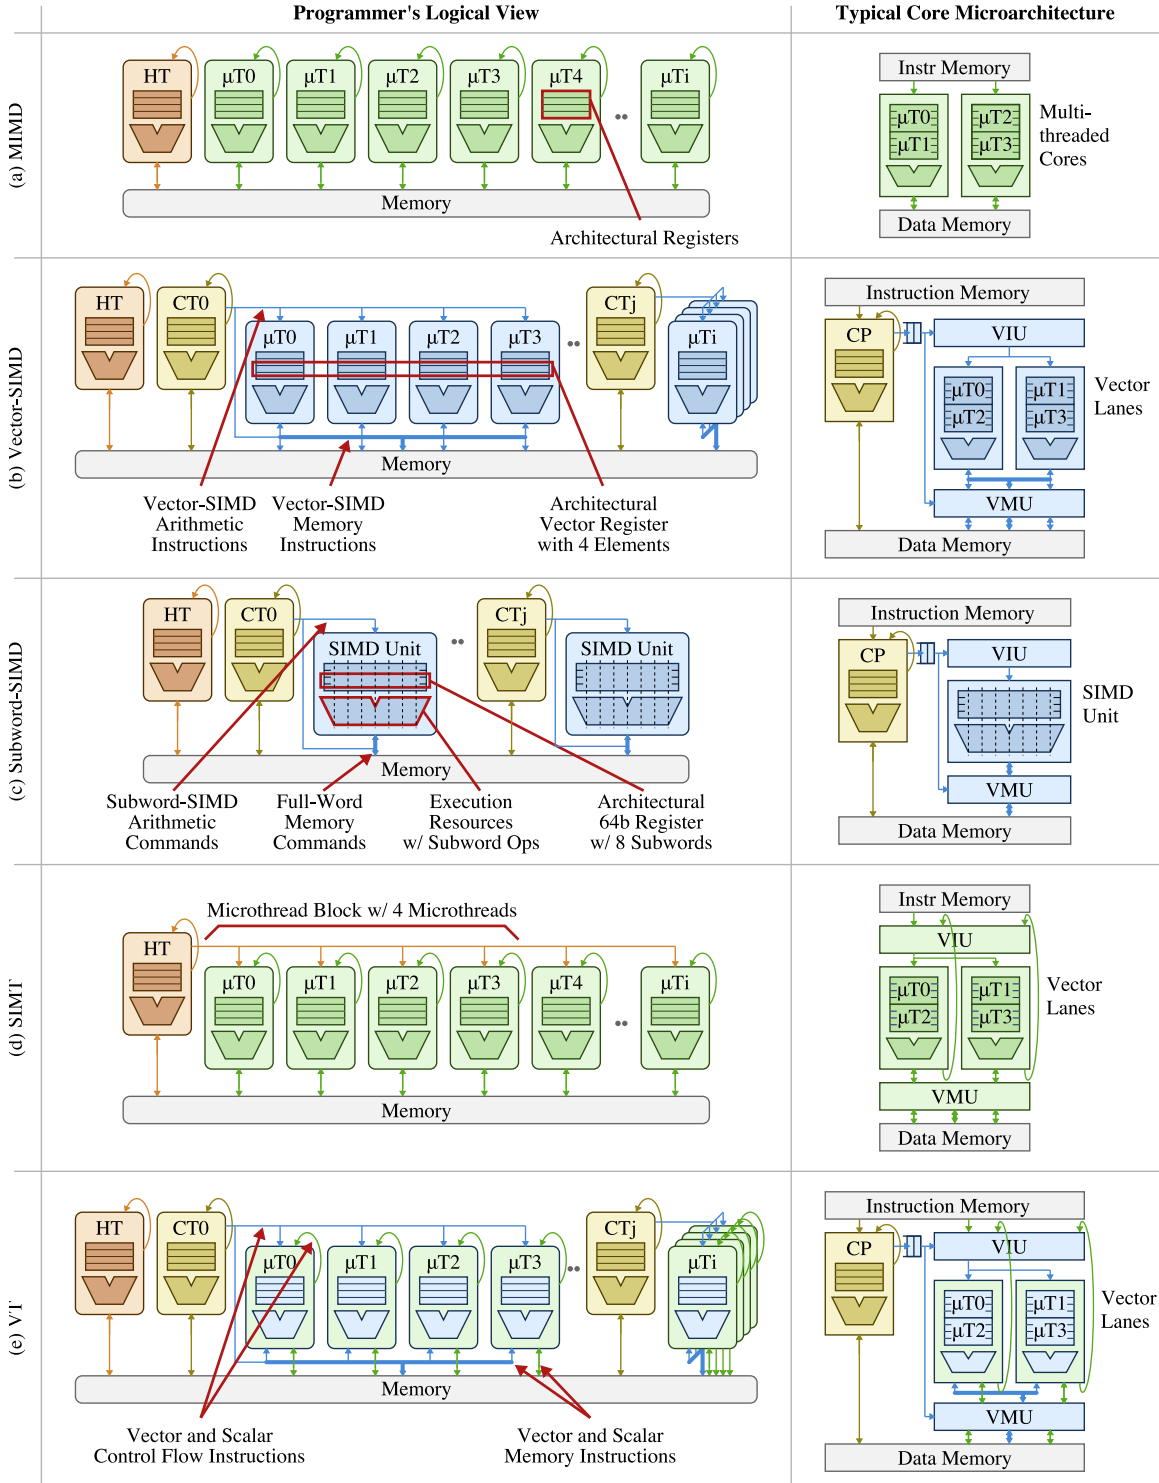 Programmer's Logical View
Typical Core Microarchitecture
(a) MIMD
HT
μT0
μT1
μT2
μT3
μT4
μTi
Memory
Architectural Registers
Instr Memory
μT0
μT1
μT2
μT3
Multi-
threaded
Cores
Data Memory
(b) Vector-SIMD
HT
CT0
μT0
μT1
μT2
μT3
CTj
μTi
Memory
Vector-SIMD
Arithmetic
Instructions
Vector-SIMD
Memory
Instructions
Architectural
Vector Register
with 4 Elements
Instruction Memory
CP
VIU
μT0
μT2
μT1
μT3
Vector
Lanes
VMU
Data Memory
(c) Subword-SIMD
HT
CT0
SIMD Unit
CTj
SIMD Unit
Memory
Subword-SIMD
Arithmetic
Commands
Full-Word
Memory
Commands
Execution
Resources
w/ Subword Ops
Architectural
64b Register
w/ 8 Subwords
Instruction Memory
CP
VIU
SIMD
Unit
VMU
Data Memory
(d) SIMT
Microthread Block w/ 4 Microthreads
HT
μT0
μT1
μT2
μT3
μT4
μTi
Memory
Instr Memory
VIU
μT0
μT2
μT1
μT3
Vector
Lanes
VMU
Data Memory
(e) VT
HT
CT0
μT0
μT1
μT2
μT3
CTj
μTi
Memory
Vector and Scalar
Control Flow Instructions
Vector and Scalar
Memory Instructions
Instruction Memory
CP
VIU
μT0
μT2
μT1
μT3
Vector
Lanes
VMU
Data Memory